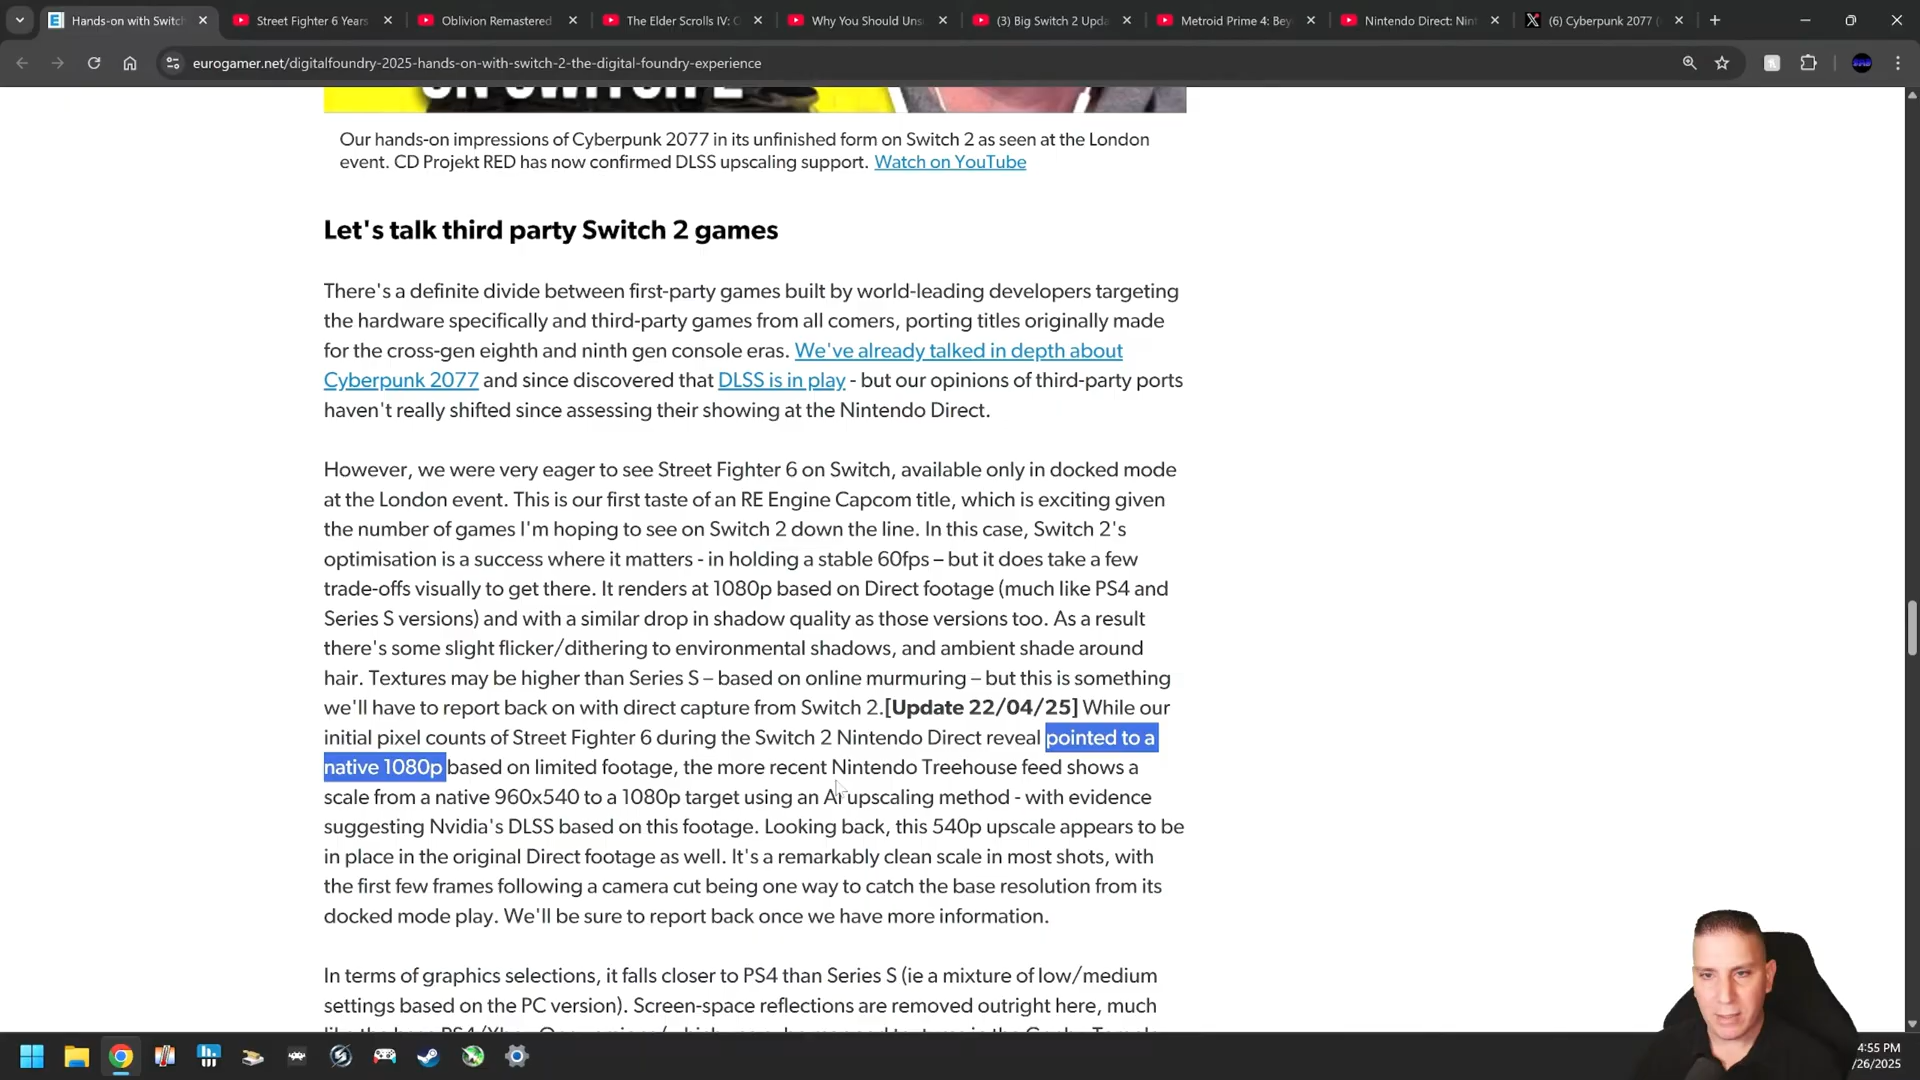 Hands-on with Switch
Street Fighter 6 Years
Oblivion Remastered
The Elder Scrolls IV: O
Why You Should Uns
(3) Big Switch 2 Upda
Metroid Prime 4: Bey
Nintendo Direct: Nin
(6) Cyberpunk 2077 (
eurogamer.net/digitalfoundry-2025-hands-on-with-switch-2-the-digital-foundry-experience
ON SWITCH 2
Our hands-on impressions of Cyberpunk 2077 in its unfinished form on Switch 2 as seen at the London
event. CD Projekt RED has now confirmed DLSS upscaling support. Watch on YouTube
Let's talk third party Switch 2 games
There's a definite divide between first-party games built by world-leading developers targeting
the hardware specifically and third-party games from all comers, porting titles originally made
for the cross-gen eighth and ninth gen console eras. We've already talked in depth about
Cyberpunk 2077 and since discovered that DLSS is in play - but our opinions of third-party ports
haven't really shifted since assessing their showing at the Nintendo Direct.
However, we were very eager to see Street Fighter 6 on Switch, available only in docked mode
at the London event. This is our first taste of an RE Engine Capcom title, which is exciting given
the number of games I'm hoping to see on Switch 2 down the line. In this case, Switch 2's
optimisation is a success where it matters - in holding a stable 60fps – but it does take a few
trade-offs visually to get there. It renders at 1080p based on Direct footage (much like PS4 and
Series S versions) and with a similar drop in shadow quality as those versions too. As a result
there's some slight flicker/dithering to environmental shadows, and ambient shade around
hair. Textures may be higher than Series S – based on online murmuring – but this is something
we'll have to report back on with direct capture from Switch 2.[Update 22/04/25] While our
initial pixel counts of Street Fighter 6 during the Switch 2 Nintendo Direct reveal pointed to a
native 1080p based on limited footage, the more recent Nintendo Treehouse feed shows a
scale from a native 960x540 to a 1080p target using an AI upscaling method - with evidence
suggesting Nvidia's DLSS based on this footage. Looking back, this 540p upscale appears to be
in place in the original Direct footage as well. It's a remarkably clean scale in most shots, with
the first few frames following a camera cut being one way to catch the base resolution from its
docked mode play. We'll be sure to report back once we have more information.
In terms of graphics selections, it falls closer to PS4 than Series S (ie a mixture of low/medium
settings based on the PC version). Screen-space reflections are removed outright here, much
4:55 PM
/26/2025